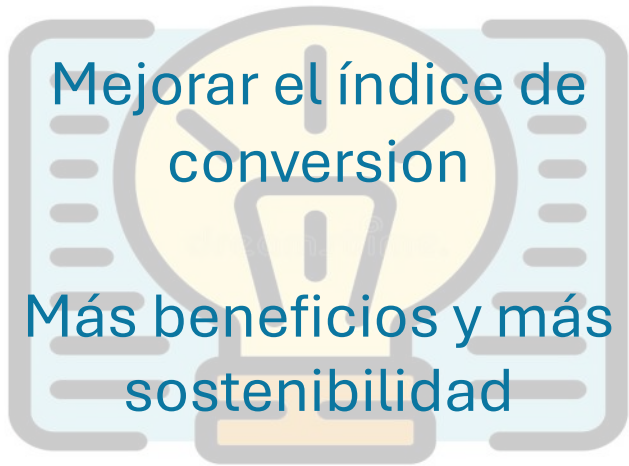 Mejorar el índice de
conversion
Más beneficios y más
sostenibilidad